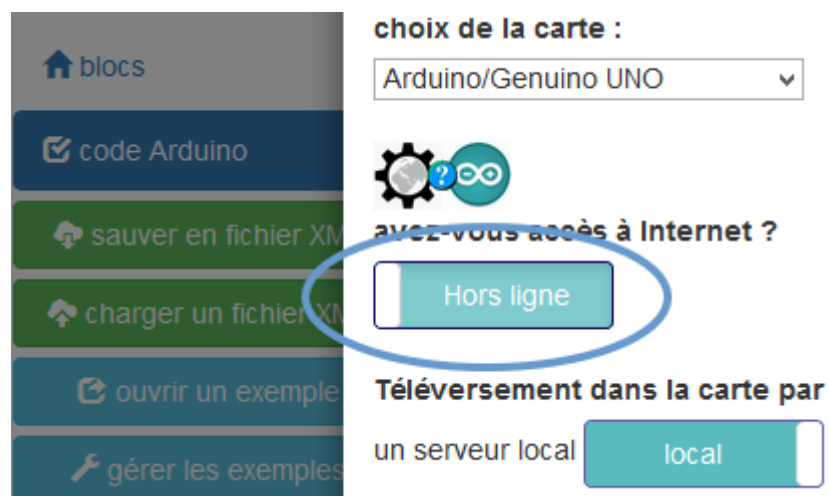 blocs
code Arduino
sauver en fichier XM
charger un fichier XM
ouvrir un exemple
gérer les exemples
choix de la carte :
Arduino/Genuino UNO
?
avez-vous accès à Internet ?
Hors ligne
Téléversement dans la carte par
un serveur local local